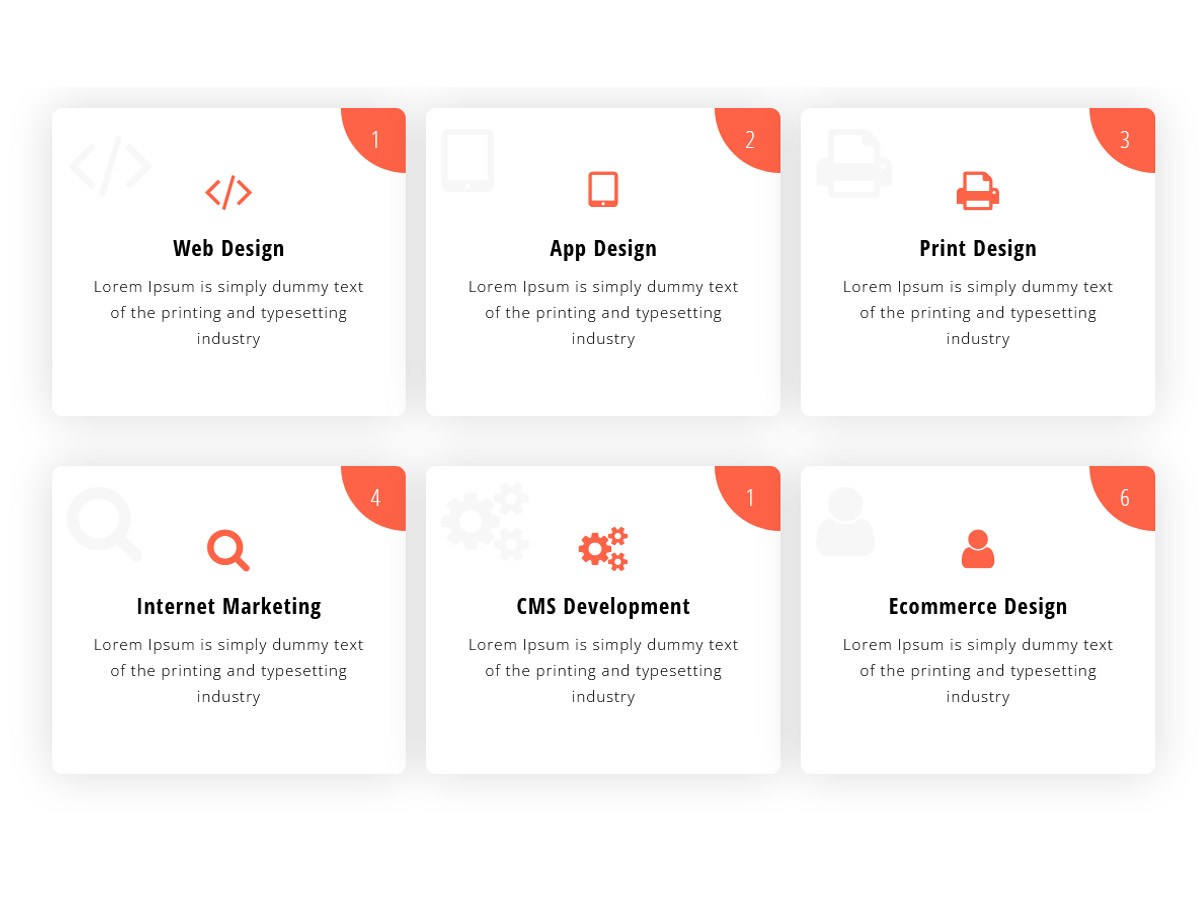 1
Web Design
Lorem Ipsum is simply dummy text
of the printing and typesetting
industry
2
App Design
Lorem Ipsum is simply dummy text
of the printing and typesetting
industry
3
Print Design
Lorem Ipsum is simply dummy text
of the printing and typesetting
industry
4
Internet Marketing
Lorem Ipsum is simply dummy text
of the printing and typesetting
industry
1
CMS Development
Lorem Ipsum is simply dummy text
of the printing and typesetting
industry
6
Ecommerce Design
Lorem Ipsum is simply dummy text
of the printing and typesetting
industry